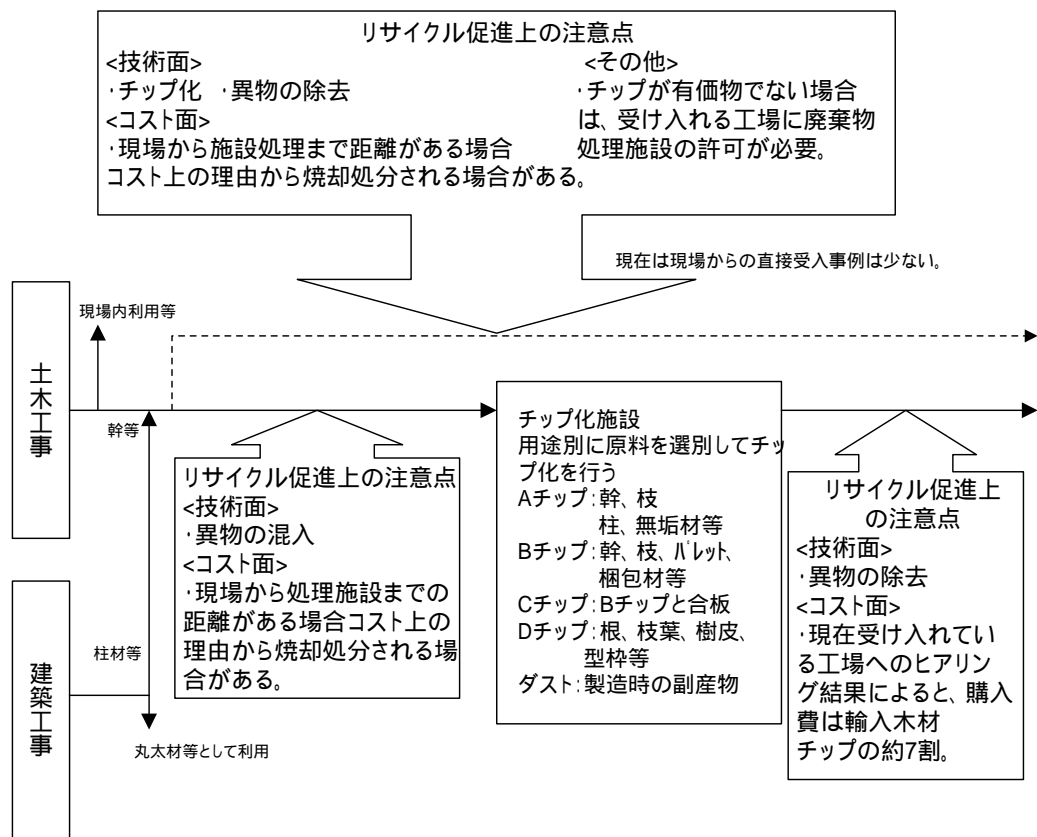 リサイクル促進上の注意点
<技術面>
・チップ化 ・異物の除去
<コスト面>
・現場から施設処理まで距離がある場合
コスト上の理由から焼却処分される場合がある。
<その他>
・チップが有価物でない場合
は、受け入れる工場に廃棄物
処理施設の許可が必要。
現在は現場からの直接受入事例は少ない。
現場内利用等
土木工事
幹等
リサイクル促進上の注意点
<技術面>
・異物の混入
<コスト面>
・現場から処理施設までの
距離がある場合コスト上の
理由から焼却処分される場
合がある。
チップ化施設
用途別に原料を選別してチッ
プ化を行う
Aチップ:幹、枝
柱、無垢材等
Bチップ:幹、枝、パレット、
梱包材等
Cチップ:Bチップと合板
Dチップ:根、枝葉、樹皮、
型枠等
ダスト:製造時の副産物
リサイクル促進上
の注意点
<技術面>
・異物の除去
<コスト面>
・現在受け入れてい
る工場へのヒアリン
グ結果によると、購入
費は輸入木材
チップの約7割。
建築工事
柱材等
丸太材等として利用